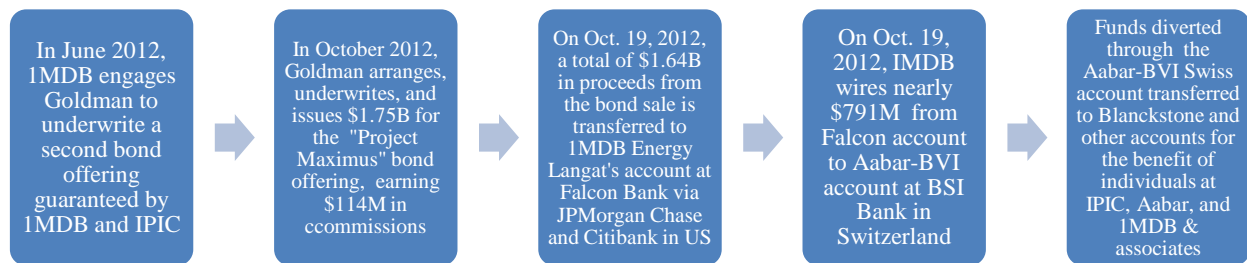 In June 2012,
1MDB engages
Goldman to
underwrite a
second bond
offering
guaranteed by
1MDB and IPIC
In October 2012,
Goldman arranges,
underwrites, and
issues $1.75B for
the "Project
Maximus" bond
offering, earning
$114M in
ccommissions
On Oct. 19, 2012,
a total of $1.64B
in proceeds from
the bond sale is
transferred to
1MDB Energy
Langat's account at
Falcon Bank via
JPMorgan Chase
and Citibank in US
On Oct. 19,
2012, IMDB
wires nearly
$791M from
Falcon account
to Aabar-BVI
account at BSI
Bank in
Switzerland
Funds diverted
through the
Aabar-BVI Swiss
account transferred
to Blanckstone and
other accounts for
the benefit of
individuals at
IPIC, Aabar, and
1MDB &
associates